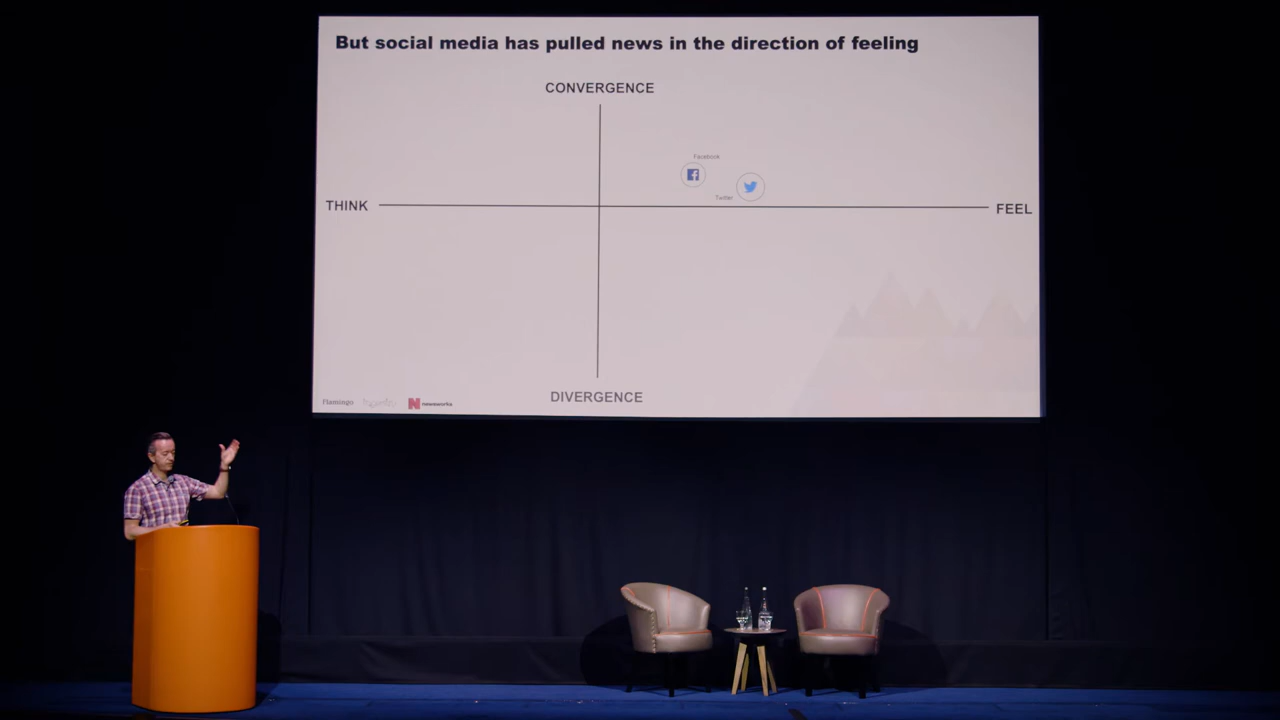 But social media has pulled news in the direction of feeling
CONVERGENCE
Facebook
Twitter
THINK
FEEL
DIVERGENCE
Flamingo
newsworks